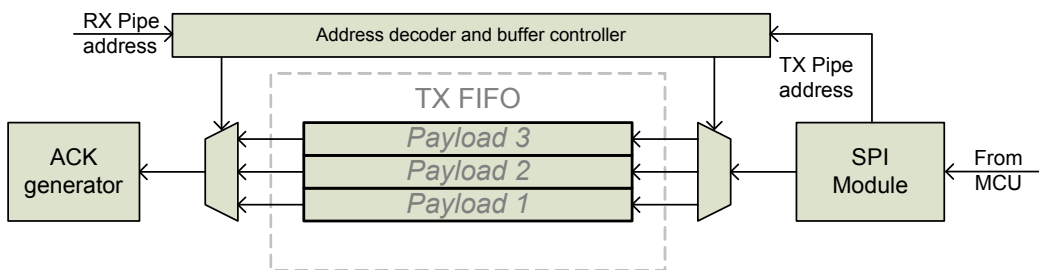 RX Pipe
address
Address decoder and buffer controller
TX Pipe
address
TX FIFO
Payload 3
Payload 2
Payload 1
ACK
generator
SPI
Module
From
MCU